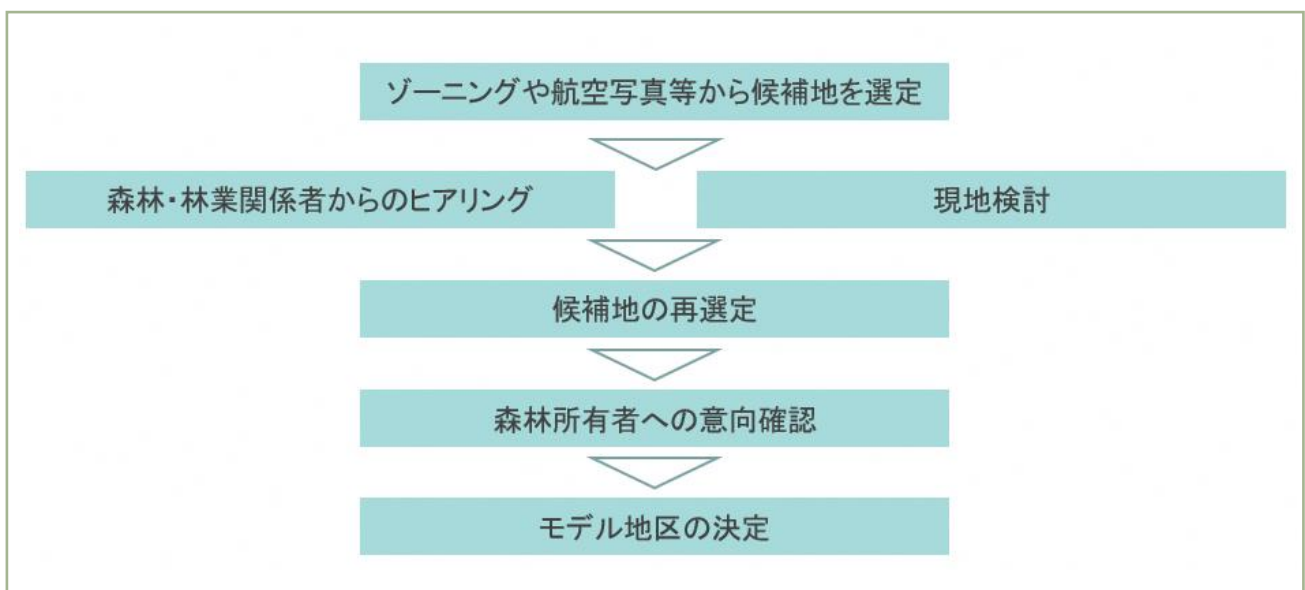 ゾーニングや航空写真等から候補地を選定
森林・林業関係者からのヒアリング
現地検討
候補地の再選定
森林所有者への意向確認
モデル地区の決定